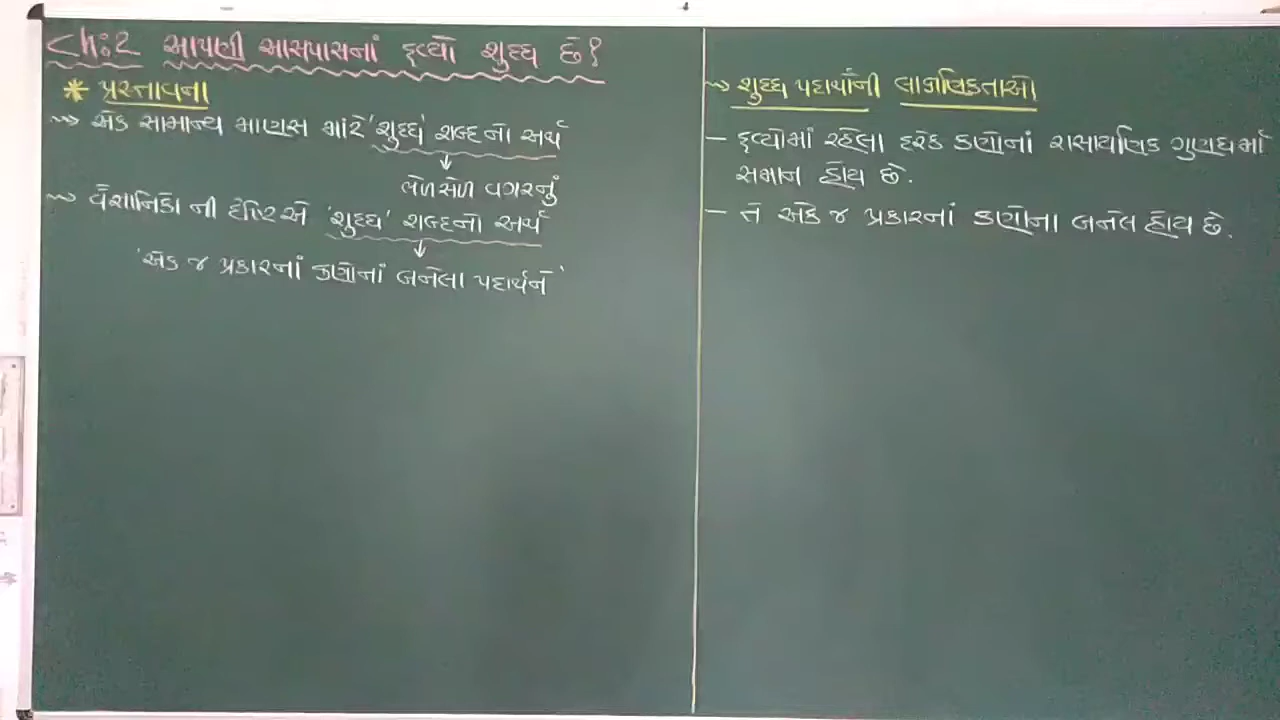 Ch:2 આપણી આસપાસનાં દ્રવ્યો શુદ્ધ છે?
* પ્રસ્તાવના
એક સામાન્ય માણસ માટે 'શુદ્ધ' શબ્દનો અર્થ
↓
ભેળસેળ વગરનું
વૈજ્ઞાનિકો ની દૃષ્ટિએ 'શુદ્ધ' શબ્દનો અર્થ
↓
'એક જ પ્રકારનાં કણોનાં બનેલા પદાર્થને'
શુદ્ધ પદાર્થોની લાક્ષણિકતાઓ
- દ્રવ્યોમાં રહેલા દરેક કણોનાં રાસાયણિક ગુણધર્મો
સમાન હોય છે.
- તે એક જ પ્રકારનાં કણોના બનેલ હોય છે.